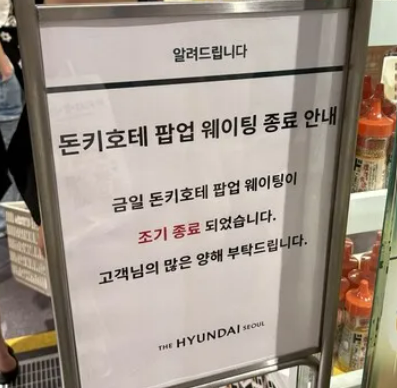 알려드립니다
돈키호테 팝업 웨이팅 종료 안내
금일 돈키호테 팝업 웨이팅이
조기 종료 되었습니다.
고객님의 많은 양해 부탁드립니다.
THE HYUNDAI SEOUL